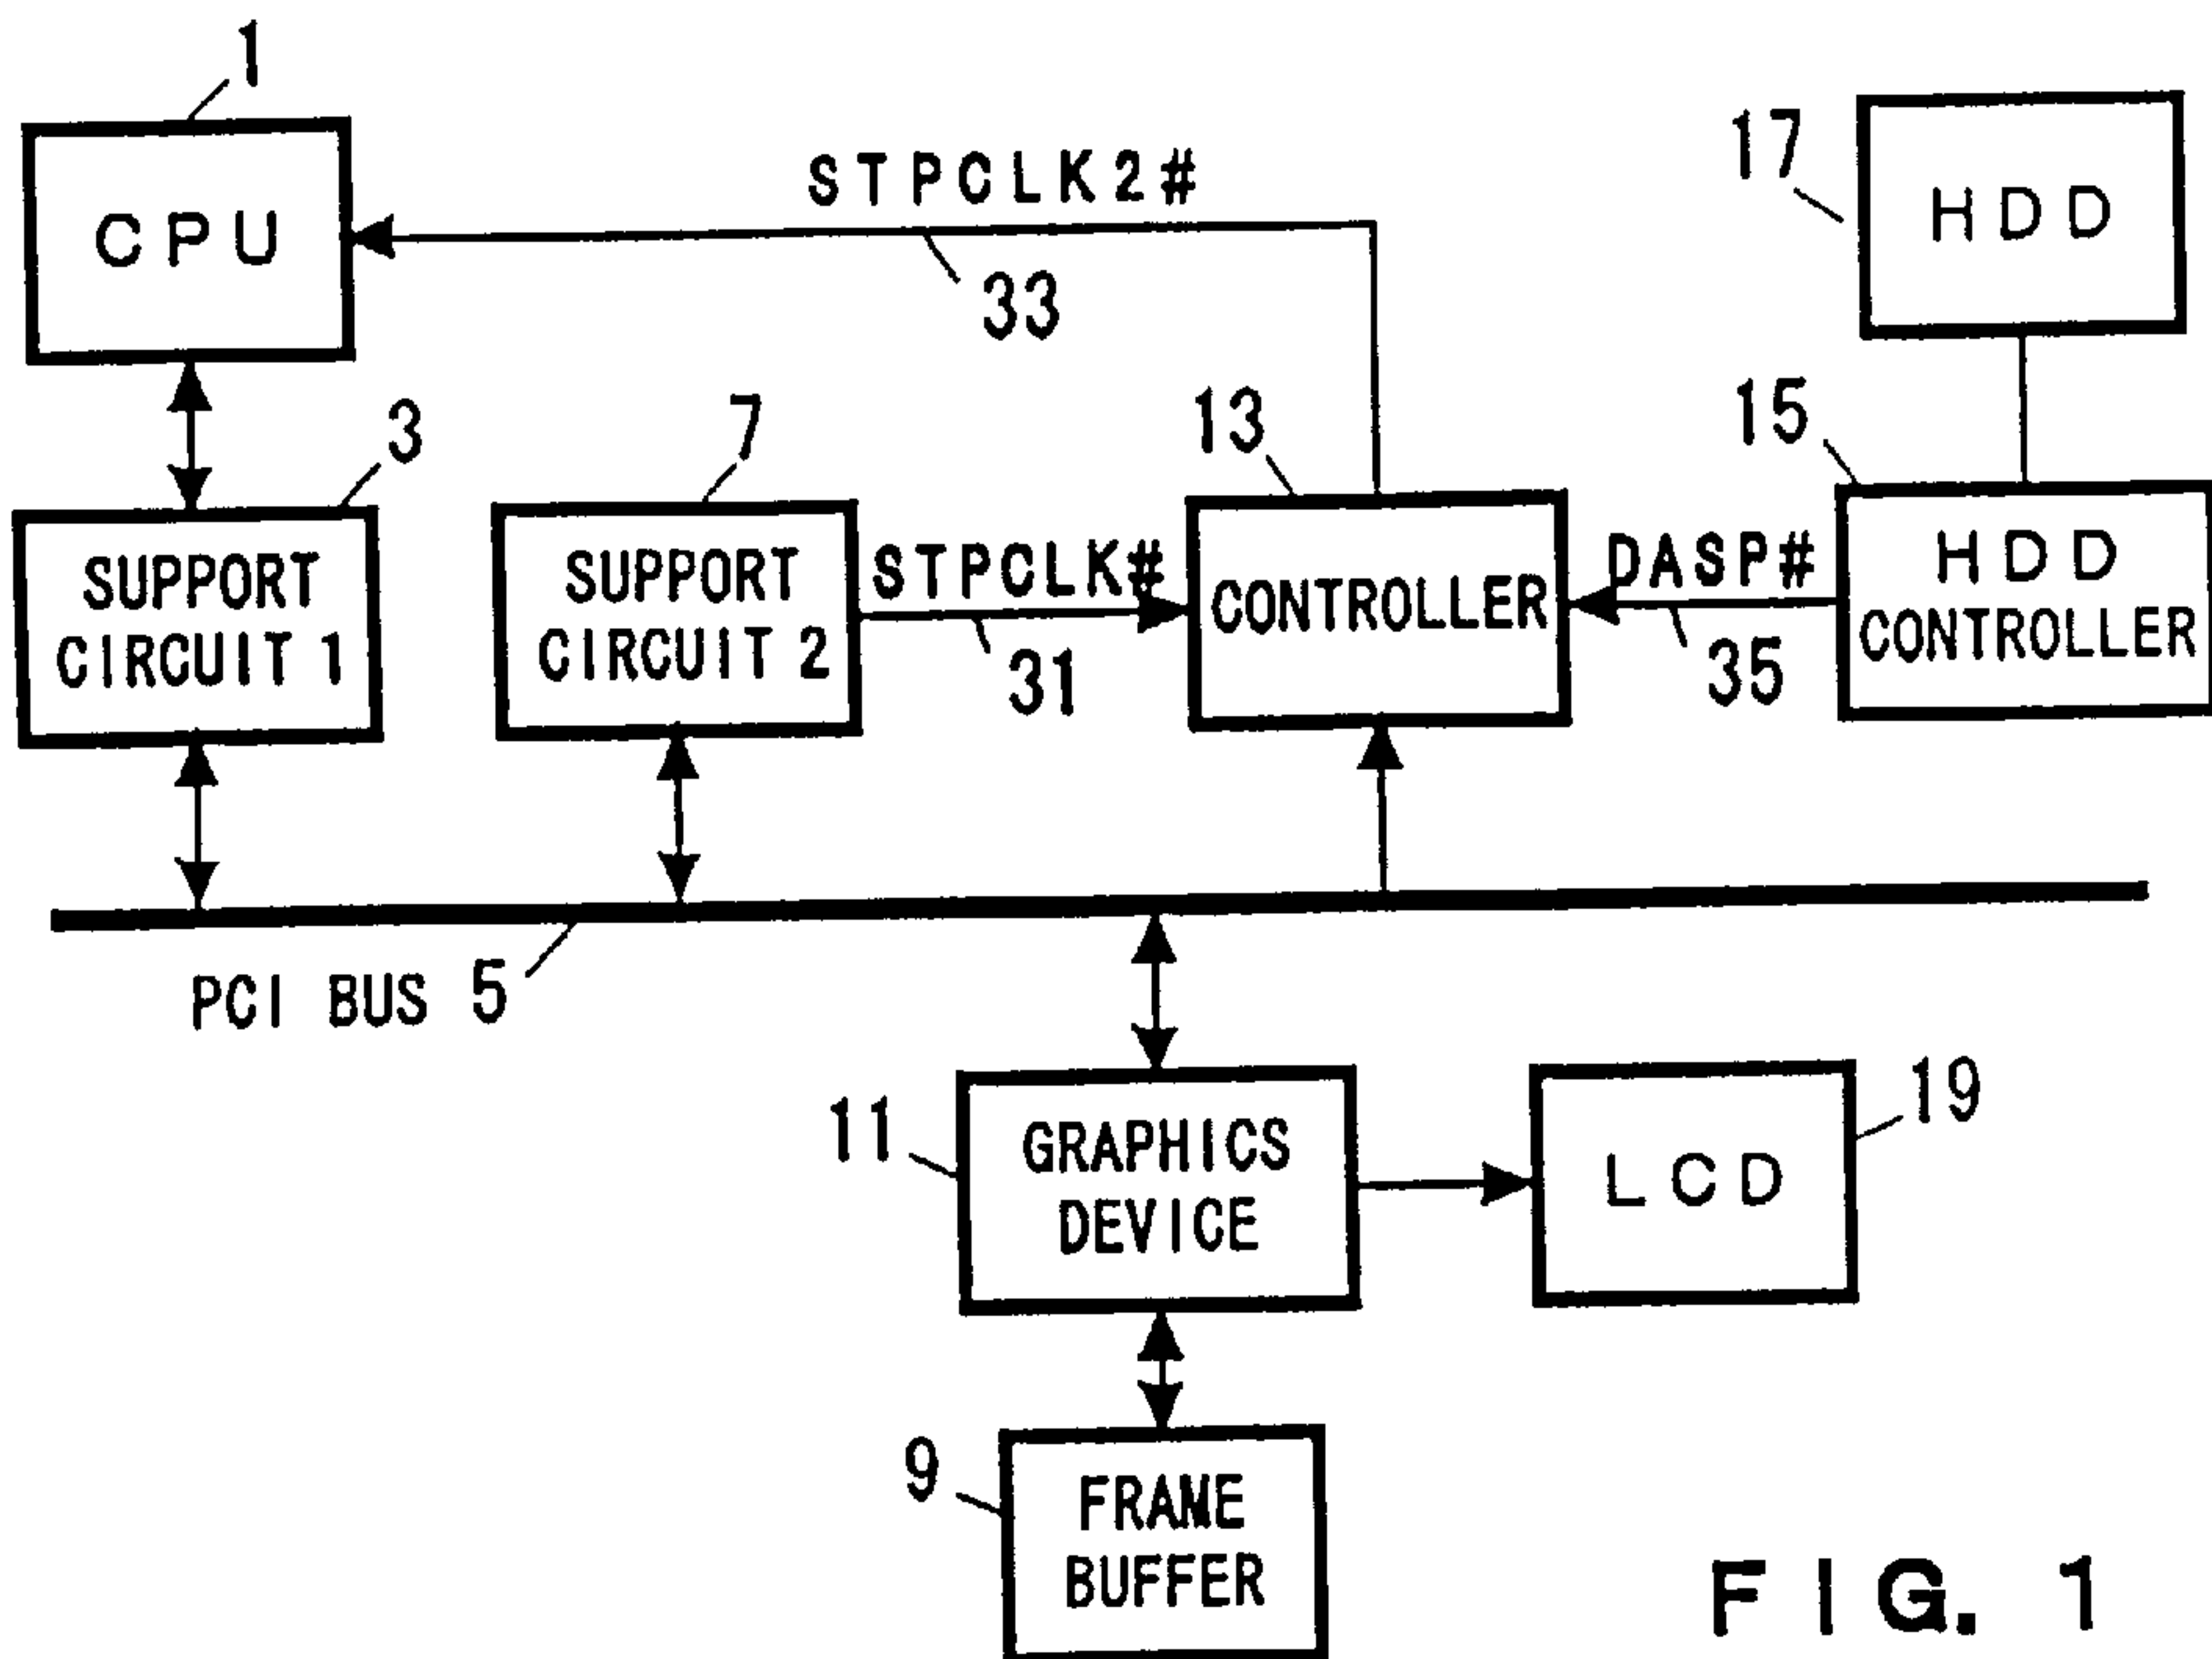 1
CPU
STPCLK2#
33
17
HDD
3
SUPPORT
CIRCUIT 1
7
SUPPORT
CIRCUIT 2
STPCLK#
31
13
CONTROLLER
DASP#
35
15
HDD
CONTROLLER
PCI BUS 5
11
GRAPHICS
DEVICE
19
LCD
9
FRAME
BUFFER
FIG. 1